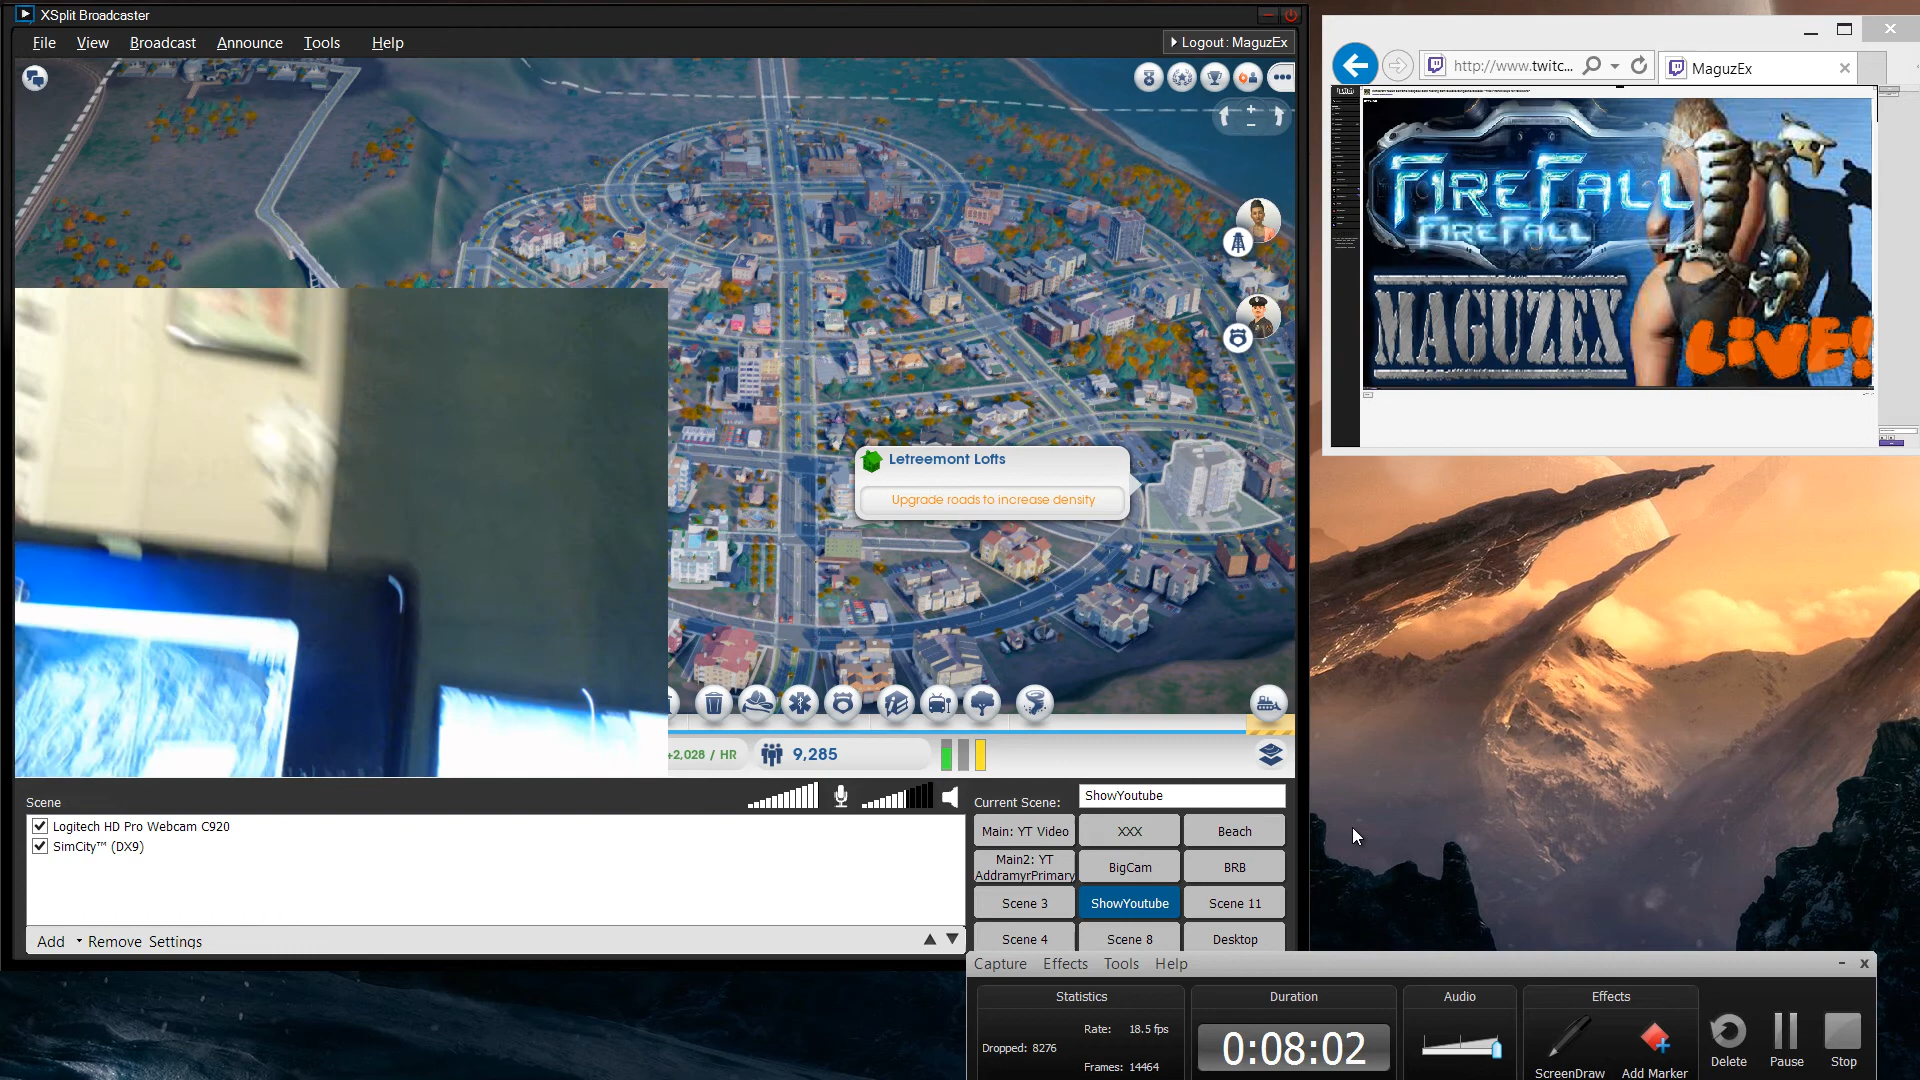 XSplit Broadcaster
File View Broadcast Announce Tools Help
Logout: MaguzEx
http://www.twitc...
MaguzEx
FIREFALL
FIREFALL
MAGUZEX
LIVE!
Letreemont Lofts
Upgrade roads to increase density
+2,028 / HR
9,285
Scene
Logitech HD Pro Webcam C920
SimCity™ (DX9)
Add Remove Settings
Current Scene:
ShowYoutube
Main: YT Video
XXX
Beach
Main2: YT
AddramyrPrimary
BigCam
BRB
Scene 3
ShowYoutube
Scene 11
Scene 4
Scene 8
Desktop
Capture Effects Tools Help
Statistics
Rate: 18.5 fps
Dropped: 8276
Frames: 14464
Duration
0:08:02
Audio
Effects
ScreenDraw
Add Marker
Delete
Pause
Stop